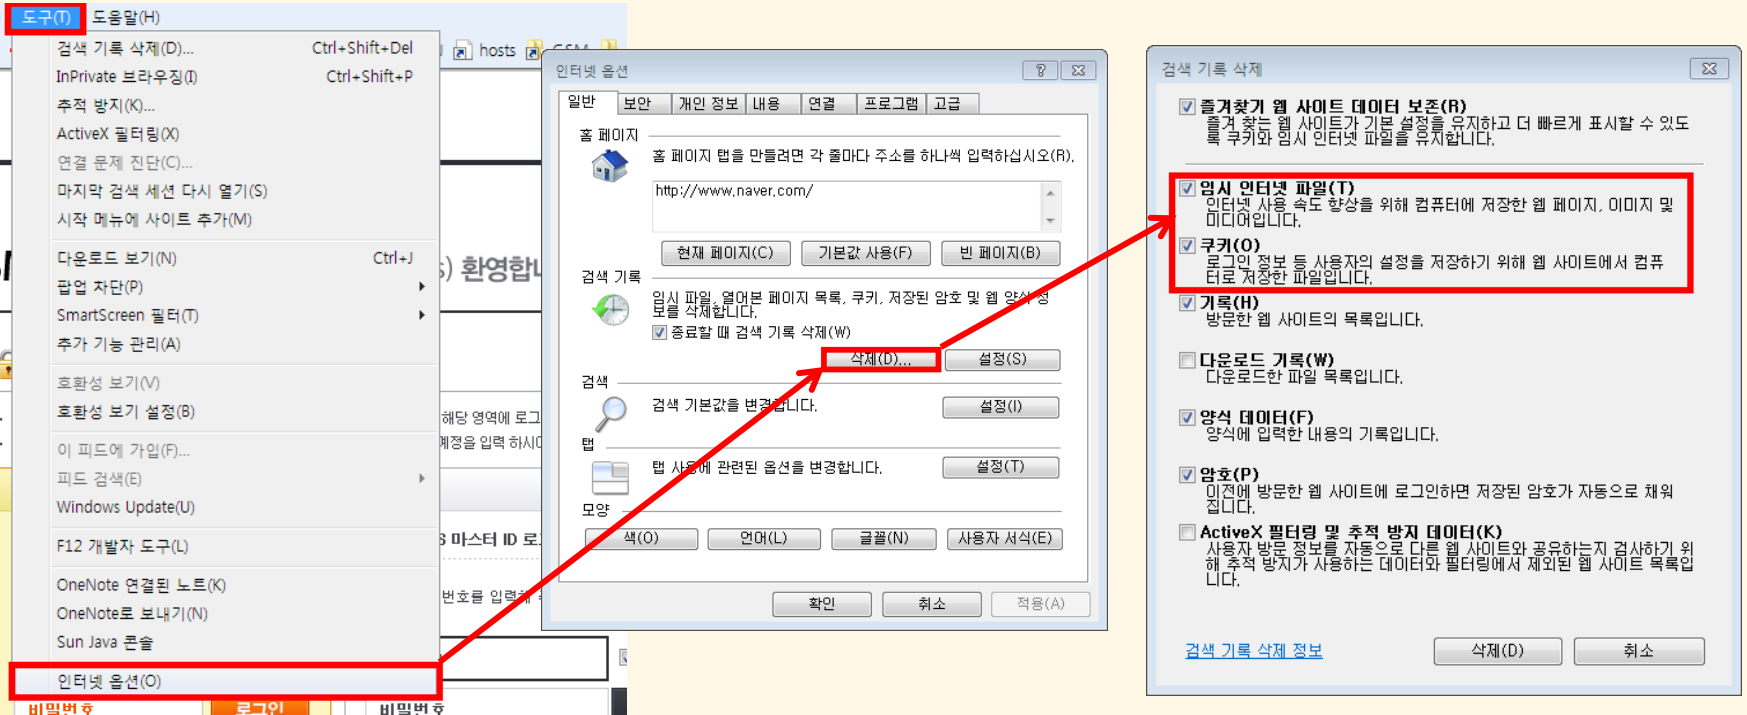 도구(T) 도움말(H)
검색 기록 삭제(D)... Ctrl+Shift+Del
InPrivate 브라우징(I) Ctrl+Shift+P
추적 방지(K)...
ActiveX 필터링(X)
연결 문제 진단(C)...
마지막 검색 세션 다시 열기(S)
시작 메뉴에 사이트 추가(M)
다운로드 보기(N) Ctrl+J
팝업 차단(P)
SmartScreen 필터(T)
추가 기능 관리(A)
호환성 보기(V)
호환성 보기 설정(B)
이 피드에 가입(F)...
피드 검색(E)
Windows Update(U)
F12 개발자 도구(L)
OneNote 연결된 노트(K)
OneNote로 보내기(N)
Sun Java 콘솔
인터넷 옵션(O)
비밀번호 로그인 비밀번호
hosts GSM
s) 환영합니
해당 영역에 로그
계정을 입력 하시
S 마스터 ID 로
번호를 입력해
인터넷 옵션
일반 보안 개인 정보 내용 연결 프로그램 고급
홈 페이지
홈 페이지 탭을 만들려면 각 줄마다 주소를 하나씩 입력하십시오(R).
http://www.naver.com/
현재 페이지(C) 기본값 사용(F) 빈 페이지(B)
검색 기록
임시 파일, 열어본 페이지 목록, 쿠키, 저장된 암호 및 웹 양식 정
보를 삭제합니다.
종료할 때 검색 기록 삭제(W)
삭제(D)... 설정(S)
검색
검색 기본값을 변경합니다. 설정(I)
탭
탭 사용에 관련된 옵션을 변경합니다. 설정(T)
모양
색(O) 언어(L) 글꼴(N) 사용자 서식(E)
확인 취소 적용(A)
검색 기록 삭제
즐겨찾기 웹 사이트 데이터 보존(R)
즐겨 찾는 웹 사이트가 기본 설정을 유지하고 더 빠르게 표시할 수 있도
록 쿠키와 임시 인터넷 파일을 유지합니다.
임시 인터넷 파일(T)
인터넷 사용 속도 향상을 위해 컴퓨터에 저장한 웹 페이지, 이미지 및
미디어입니다.
쿠키(O)
로그인 정보 등 사용자의 설정을 저장하기 위해 웹 사이트에서 컴퓨
터로 저장한 파일입니다.
기록(H)
방문한 웹 사이트의 목록입니다.
다운로드 기록(W)
다운로드한 파일 목록입니다.
양식 데이터(F)
양식에 입력한 내용의 기록입니다.
암호(P)
이전에 방문한 웹 사이트에 로그인하면 저장된 암호가 자동으로 채워
집니다.
ActiveX 필터링 및 추적 방지 데이터(K)
사용자 방문 정보를 자동으로 다른 웹 사이트와 공유하는지 검사하기 위
해 추적 방지가 사용하는 데이터와 필터링에서 제외된 웹 사이트 목록입
니다.
검색 기록 삭제 정보 삭제(D) 취소